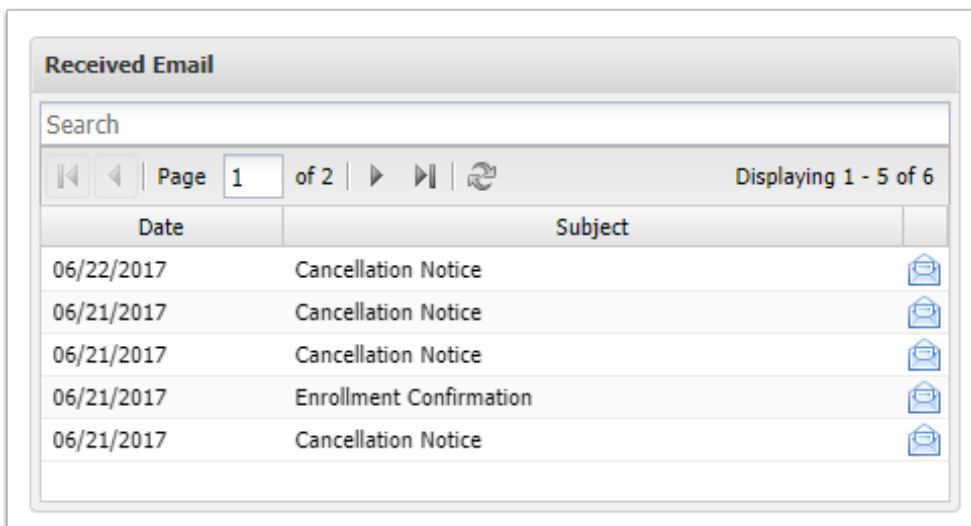 Received Email
Search
Page 1 of 2 Displaying 1 - 5 of 6
Date Subject
06/22/2017 Cancellation Notice
06/21/2017 Cancellation Notice
06/21/2017 Cancellation Notice
06/21/2017 Enrollment Confirmation
06/21/2017 Cancellation Notice